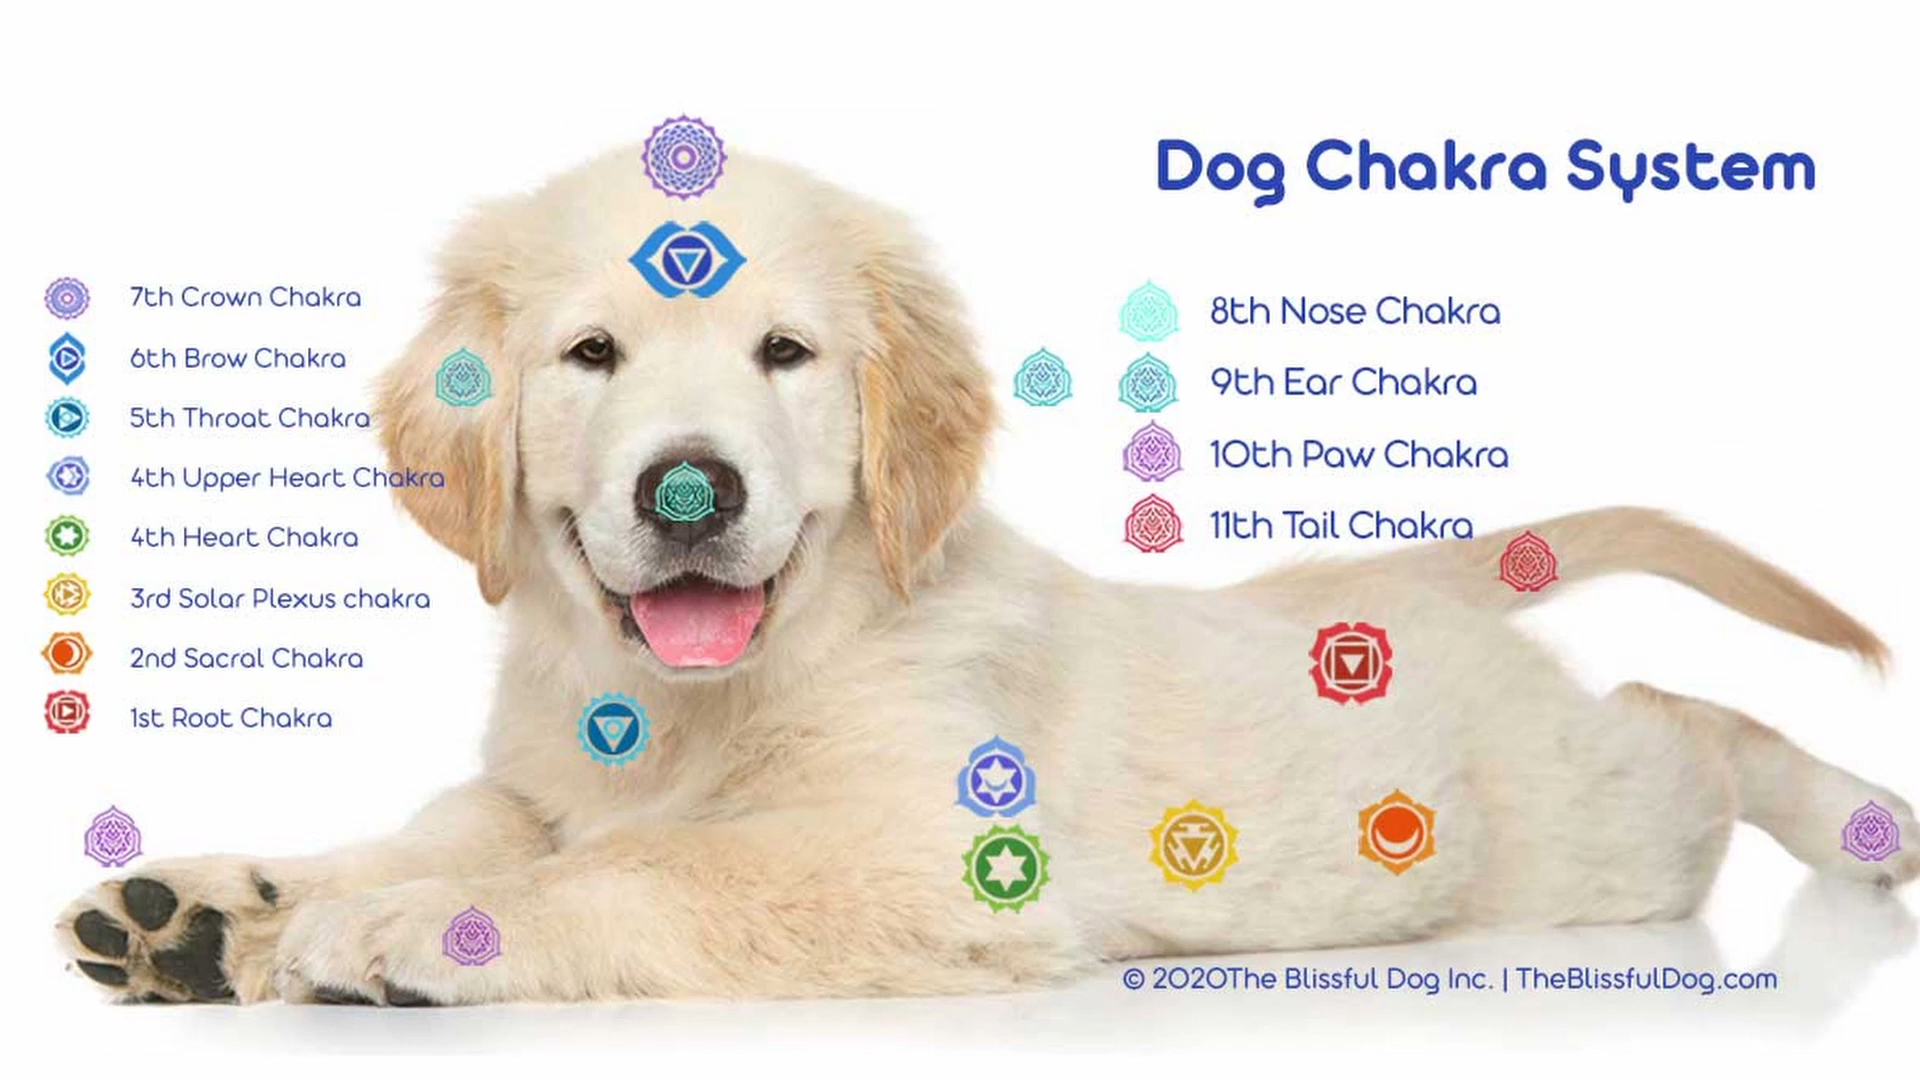 Dog Chakra System
7th Crown Chakra
6th Brow Chakra
5th Throat Chakra
4th Upper Heart Chakra
4th Heart Chakra
3rd Solar Plexus chakra
2nd Sacral Chakra
1st Root Chakra
8th Nose Chakra
9th Ear Chakra
10th Paw Chakra
11th Tail Chakra
© 2020The Blissful Dog Inc. | TheBlissfulDog.com